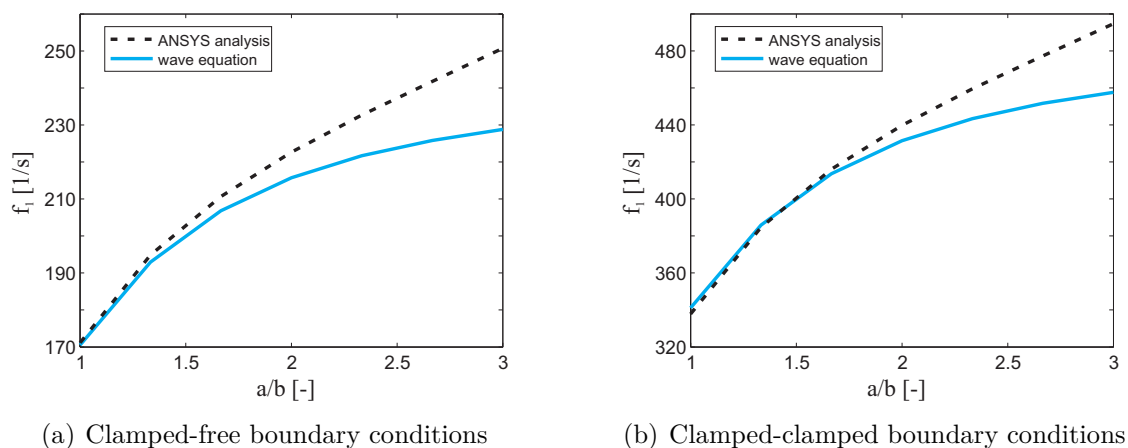 250
230
210
190
170
f₁ [1/s]
ANSYS analysis
wave equation
1 1.5 2 2.5 3
a/b [-]
(a) Clamped-free boundary conditions
480
440
400
360
320
f₁ [1/s]
ANSYS analysis
wave equation
1 1.5 2 2.5 3
a/b [-]
(b) Clamped-clamped boundary conditions